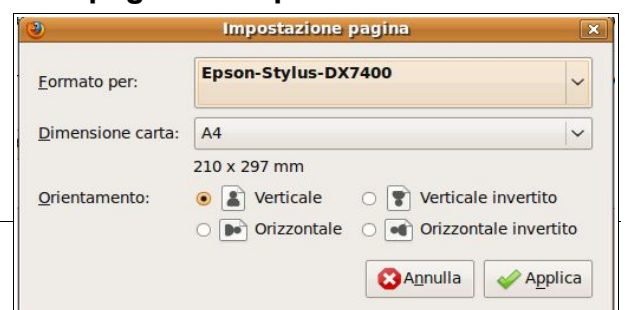 Impostazione pagina
Formato per: Epson-Stylus-DX7400
Dimensione carta: A4
210 x 297 mm
Orientamento: Verticale Verticale invertito
Orizzontale Orizzontale invertito
Annulla Applica